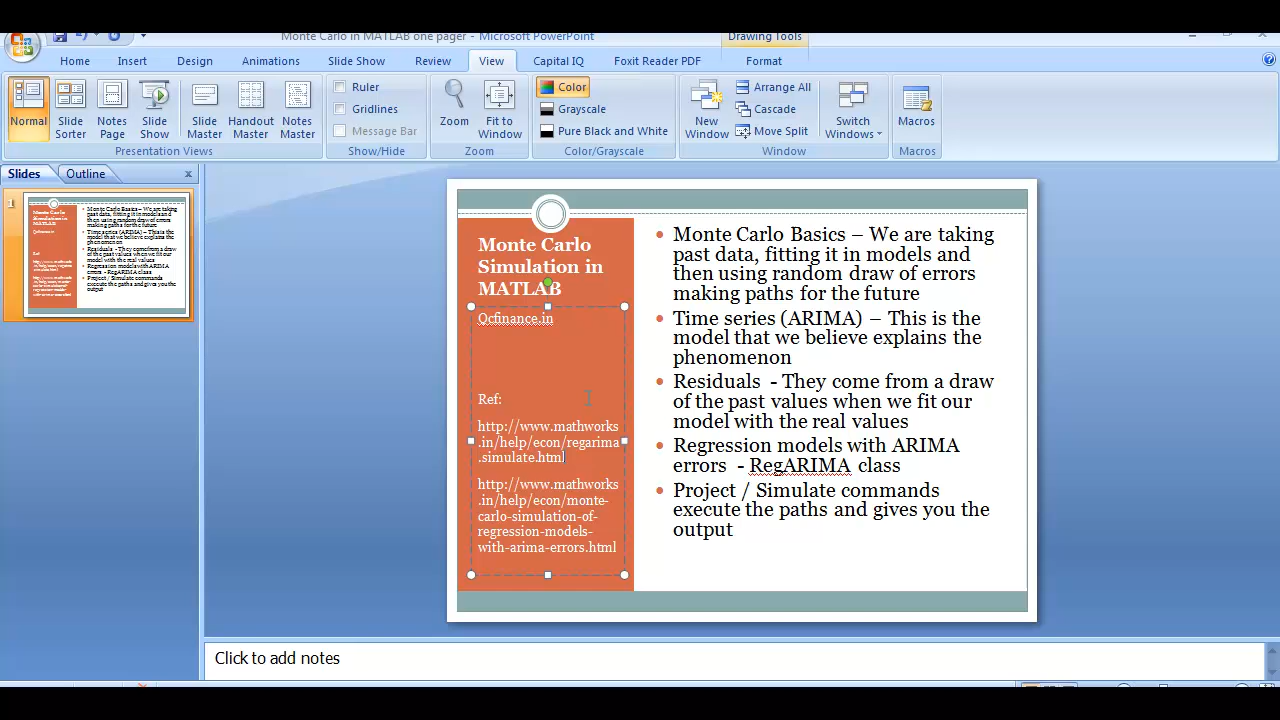 Monte Carlo in MATLAB one pager - Microsoft PowerPoint
Drawing Tools
Home
Insert
Design
Animations
Slide Show
Review
View
Capital IQ
Foxit Reader PDF
Format
Normal
Slide Sorter
Notes Page
Slide Show
Slide Master
Handout Master
Notes Master
Presentation Views
Ruler
Gridlines
Message Bar
Show/Hide
Zoom
Fit to Window
Zoom
Color
Grayscale
Pure Black and White
Color/Grayscale
New Window
Arrange All
Cascade
Move Split
Switch Windows
Window
Macros
Macros
Slides
Outline
1
Monte Carlo
Simulation in
MATLAB
Qcfinance.in
Ref:
http://www.mathworks
.in/help/econ/regarima
.simulate.html
http://www.mathworks
.in/help/econ/monte-
carlo-simulation-of-
regression-models-
with-arima-errors.html
Monte Carlo Basics – We are taking
past data, fitting it in models and
then using random draw of errors
making paths for the future
Time series (ARIMA) – This is the
model that we believe explains the
phenomenon
Residuals - They come from a draw
of the past values when we fit our
model with the real values
Regression models with ARIMA
errors - RegARIMA class
Project / Simulate commands
execute the paths and gives you the
output
Click to add notes